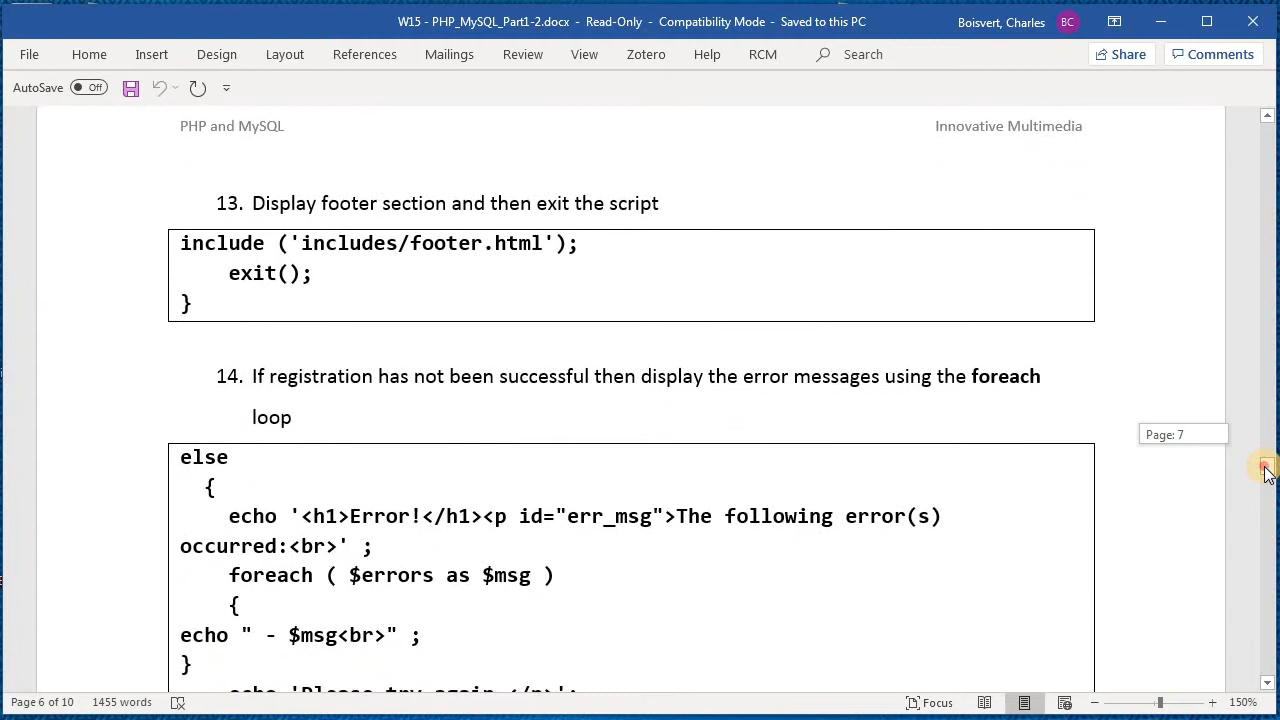 W15 - PHP_MySQL_Part1-2.docx - Read-Only - Compatibility Mode - Saved to this PC
Boisvert, Charles BC
File Home Insert Design Layout References Mailings Review View Zotero Help RCM Search Share Comments
AutoSave Off
PHP and MySQL Innovative Multimedia
13. Display footer section and then exit the script
include ('includes/footer.html');
exit();
}
14. If registration has not been successful then display the error messages using the foreach
loop
Page: 7
else
{
echo '<h1>Error!</h1><p id="err_msg">The following error(s)
occurred:<br>' ;
foreach ( $errors as $msg )
{
echo " - $msg<br>" ;
}
echo 'Please try again.</p>';
Page 6 of 10 1455 words Focus 150%